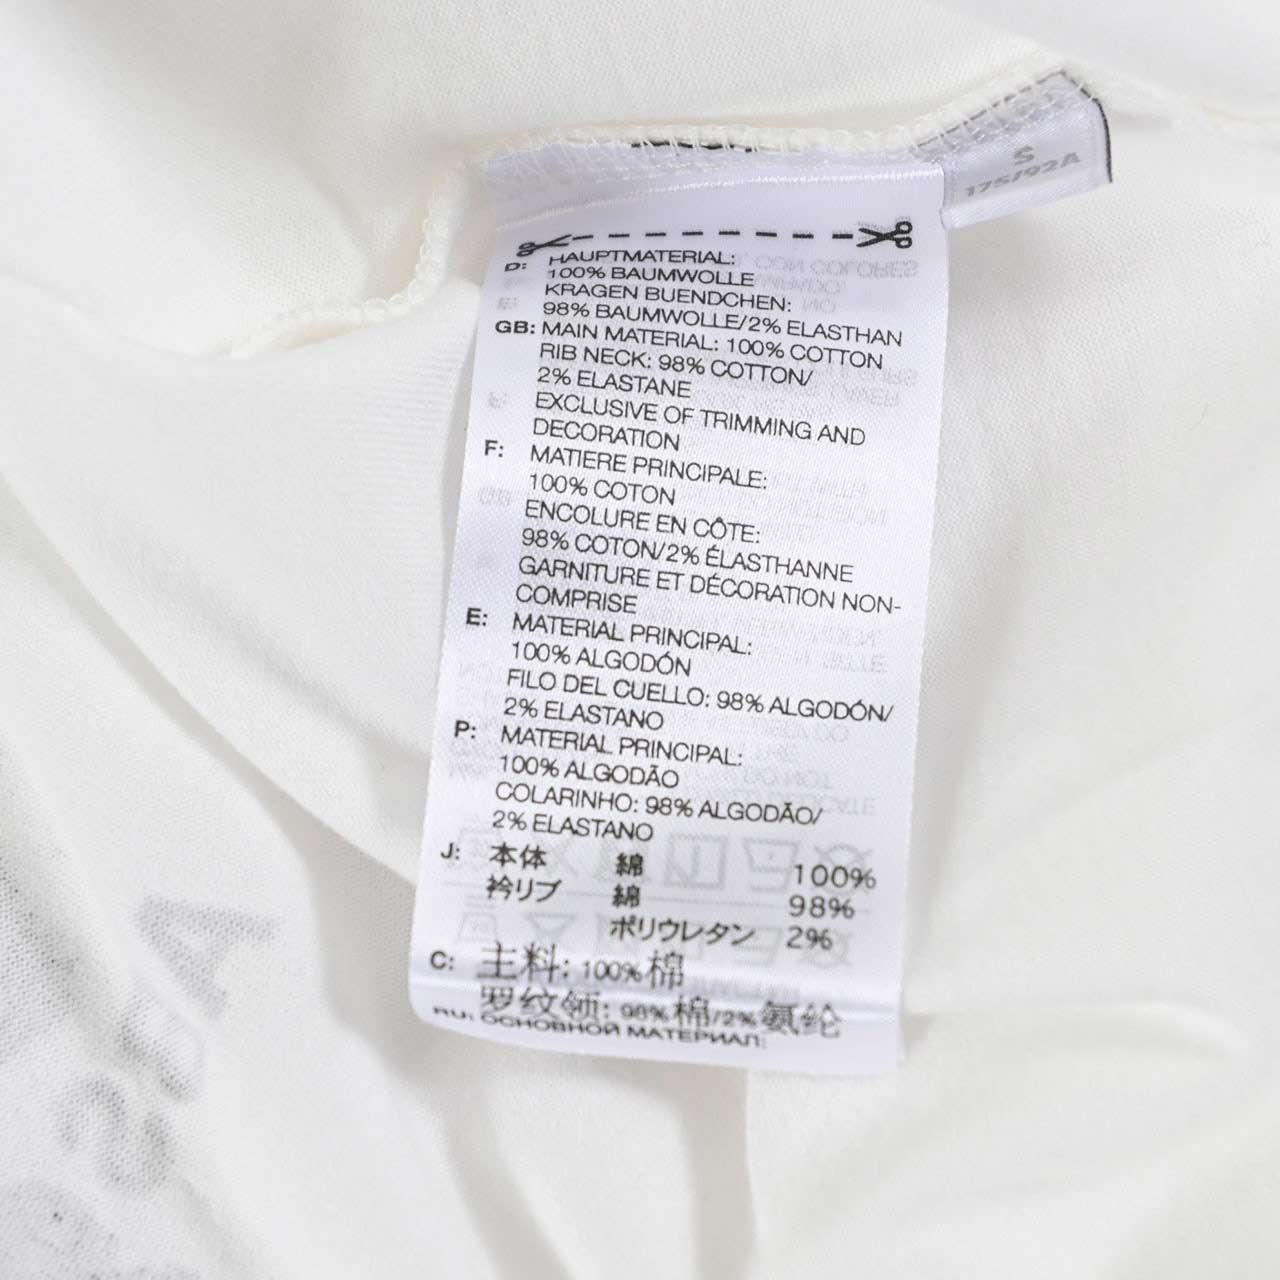 S
175/92A
D: HAUPTMATERIAL:
100% BAUMWOLLE
KRAGEN BUENDCHEN:
98% BAUMWOLLE/2% ELASTHAN
GB: MAIN MATERIAL: 100% COTTON
RIB NECK: 98% COTTON/
2% ELASTANE
EXCLUSIVE OF TRIMMING AND
DECORATION
F: MATIERE PRINCIPALE:
100% COTON
ENCOLURE EN CÔTE:
98% COTON/2% ÉLASTHANNE
GARNITURE ET DÉCORATION NON-
COMPRISE
E: MATERIAL PRINCIPAL:
100% ALGODÓN
FILO DEL CUELLO: 98% ALGODÓN/
2% ELASTANO
P: MATERIAL PRINCIPAL:
100% ALGODÃO
COLARINHO: 98% ALGODÃO/
2% ELASTANO
J: 本体 綿 100%
衿リブ 綿 98%
ポリウレタン 2%
C: 主料: 100%棉
罗纹领: 98%棉/2%氨纶
RU: ОСНОВНОЙ МАТЕРИАЛ: